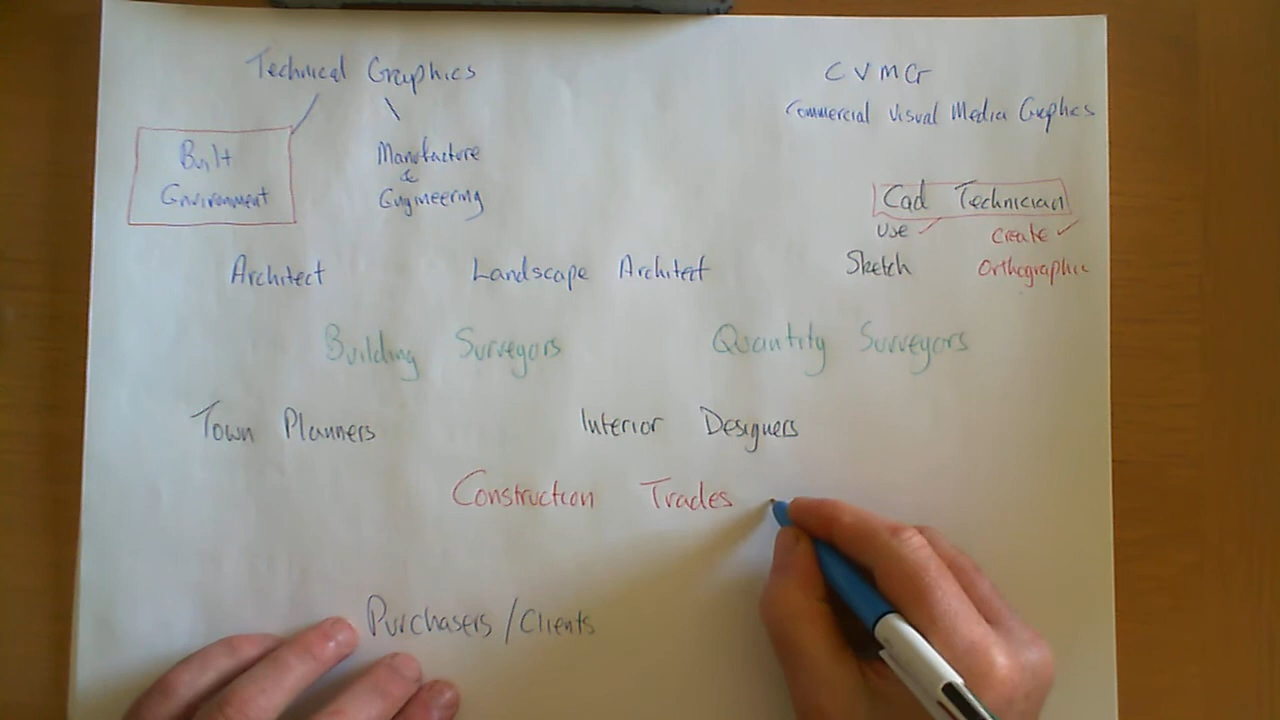 Technical Graphics
CVMG
Commercial Visual Media Graphics
Built
Environment
Manufacture
&
Engineering
Cad Technician
Use ✓ Create ✓
Sketch Orthographic
Architect Landscape Architect
Building Surveyors Quantity Surveyors
Town Planners Interior Designers
Construction Trades
Purchasers/Clients